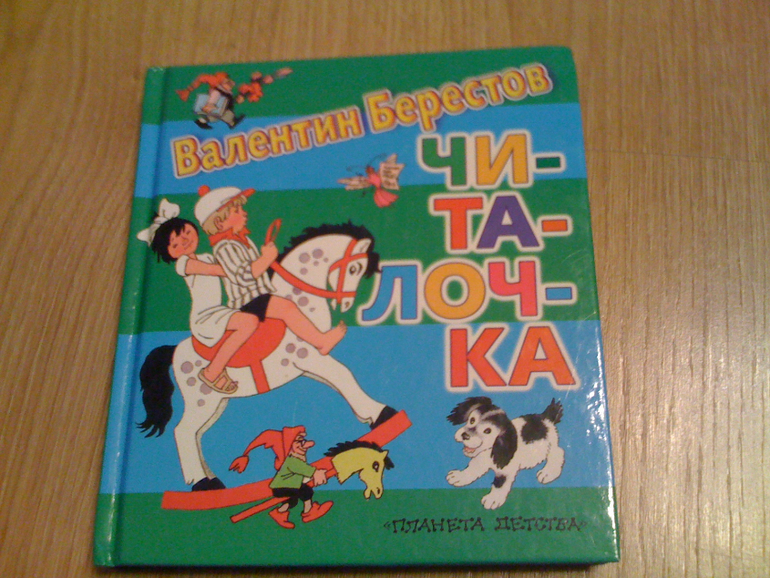 Валентин Берестов
ЧИ-
ТА-
ЛОЧ-
КА
«ПЛАНЕТА ДЕТСТВА»